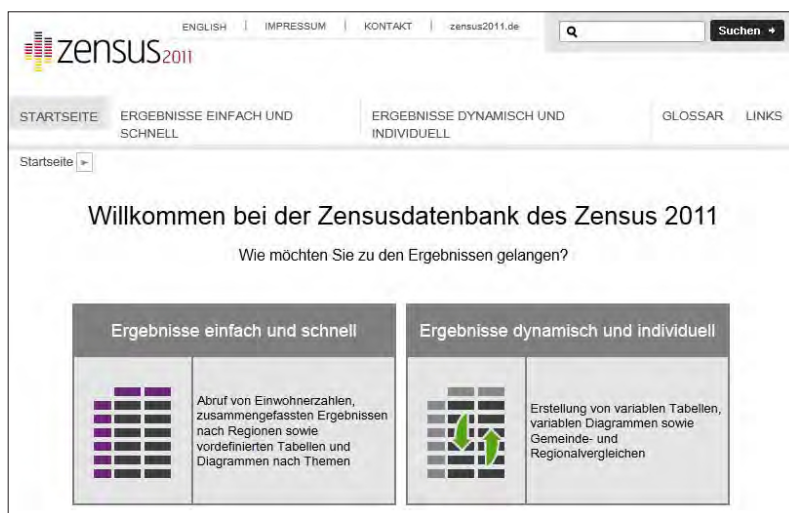 ENGLISH | IMPRESSUM | KONTAKT | zensus2011.de
Suchen
zensus2011
STARTSEITE
ERGEBNISSE EINFACH UND
SCHNELL
ERGEBNISSE DYNAMISCH UND
INDIVIDUELL
GLOSSAR
LINKS
Startseite
Willkommen bei der Zensusdatenbank des Zensus 2011
Wie möchten Sie zu den Ergebnissen gelangen?
Ergebnisse einfach und schnell
Abruf von Einwohnerzahlen,
zusammengefassten Ergebnissen
nach Regionen sowie
vordefinierten Tabellen und
Diagrammen nach Themen
Ergebnisse dynamisch und individuell
Erstellung von variablen Tabellen,
variablen Diagrammen sowie
Gemeinde- und
Regionalvergleichen